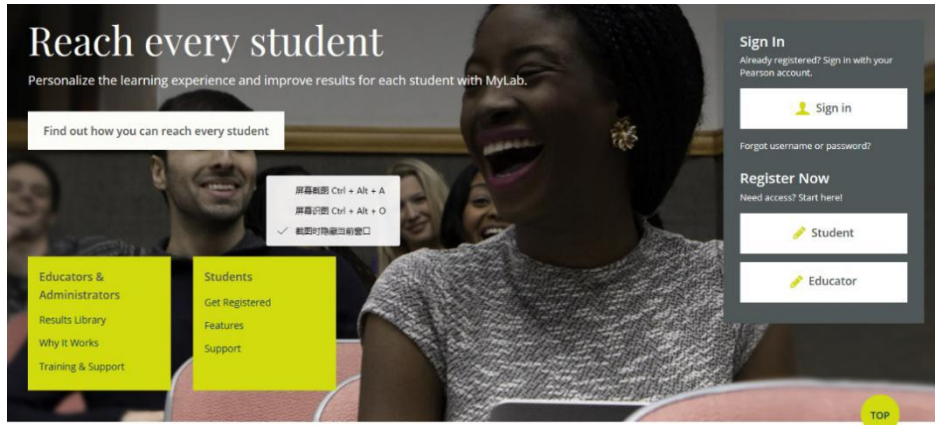 Reach every student
Personalize the learning experience and improve results for each student with MyLab.
Find out how you can reach every student
屏幕截图 Ctrl + Alt + A
屏幕识图 Ctrl + Alt + O
截图时隐藏当前窗口
Educators &
Administrators
Results Library
Why It Works
Training & Support
Students
Get Registered
Features
Support
Sign In
Already registered? Sign in with your
Pearson account.
Sign in
Forgot username or password?
Register Now
Need access? Start here!
Student
Educator
TOP